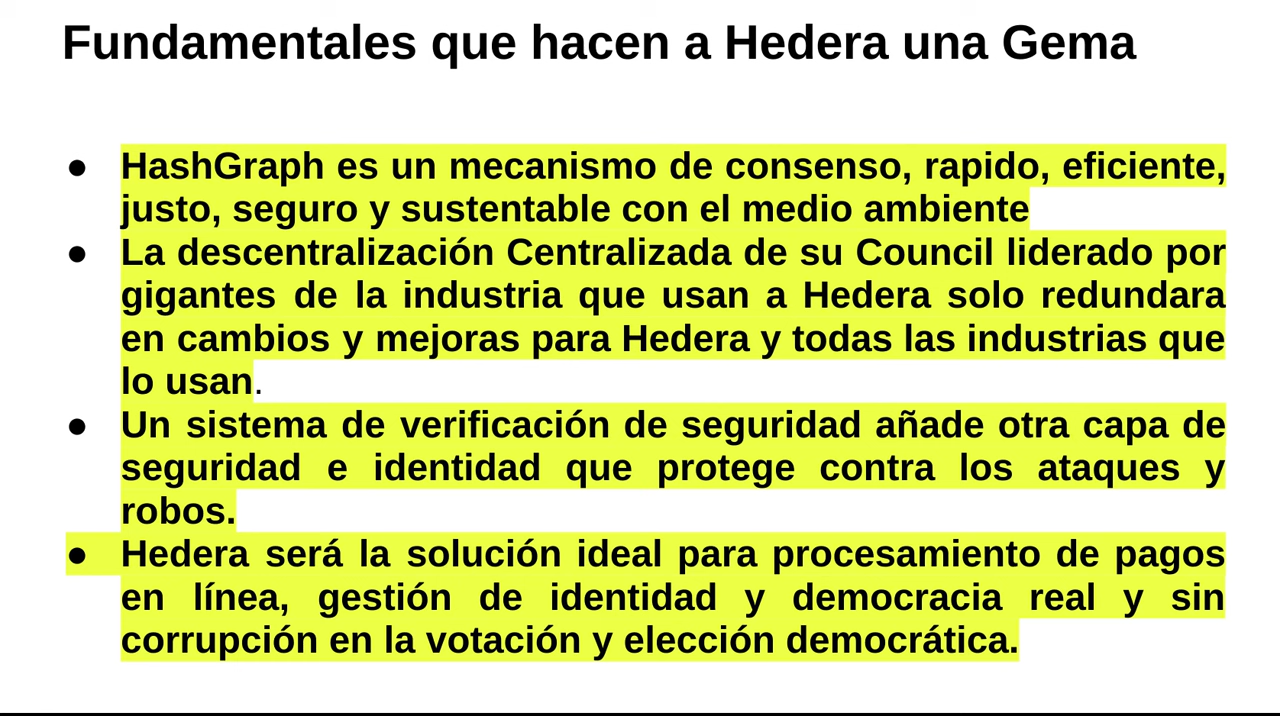 Fundamentales que hacen a Hedera una Gema
● HashGraph es un mecanismo de consenso, rapido, eficiente,
justo, seguro y sustentable con el medio ambiente
● La descentralización Centralizada de su Council liderado por
gigantes de la industria que usan a Hedera solo redundara
en cambios y mejoras para Hedera y todas las industrias que
lo usan.
● Un sistema de verificación de seguridad añade otra capa de
seguridad e identidad que protege contra los ataques y
robos.
● Hedera será la solución ideal para procesamiento de pagos
en línea, gestión de identidad y democracia real y sin
corrupción en la votación y elección democrática.